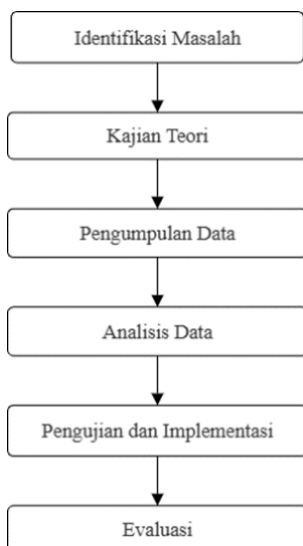 Identifikasi Masalah
Kajian Teori
Pengumpulan Data
Analisis Data
Pengujian dan Implementasi
Evaluasi